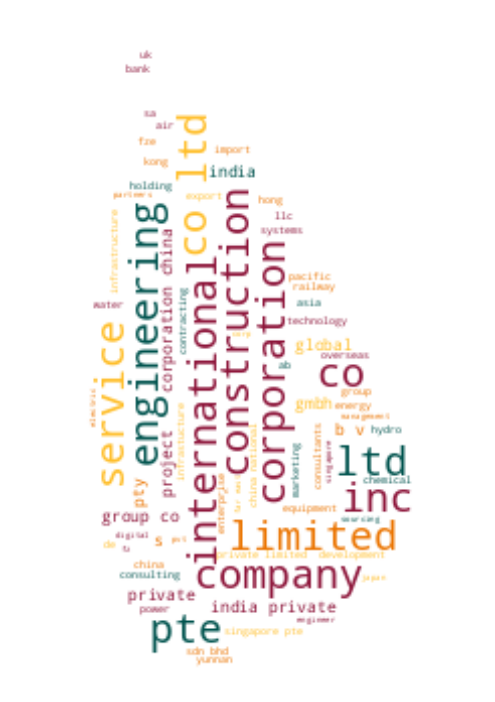 uk
bank
sa
air
fze
kong
import
co ltd
india
holding
partners
export
hong
llc
systems
infrastructure
engineering
corporation china
construction
international
corporation
contracting
pacific
railway
asia
water
technology
service
global
corp
overseas
ab
co
group
gmbh
energy
management
electric
infrastucture
project
china national
consultants
singapore
b v
hydro
ltd
marketing
chemical
pty
enterprise
inc
equipment
group co
sourcing
limited
digital
s
de
private limited
development
china
consulting
company
japan
private
power
india private
engineer
pte
singapore pte
sdn bhd
yunnan